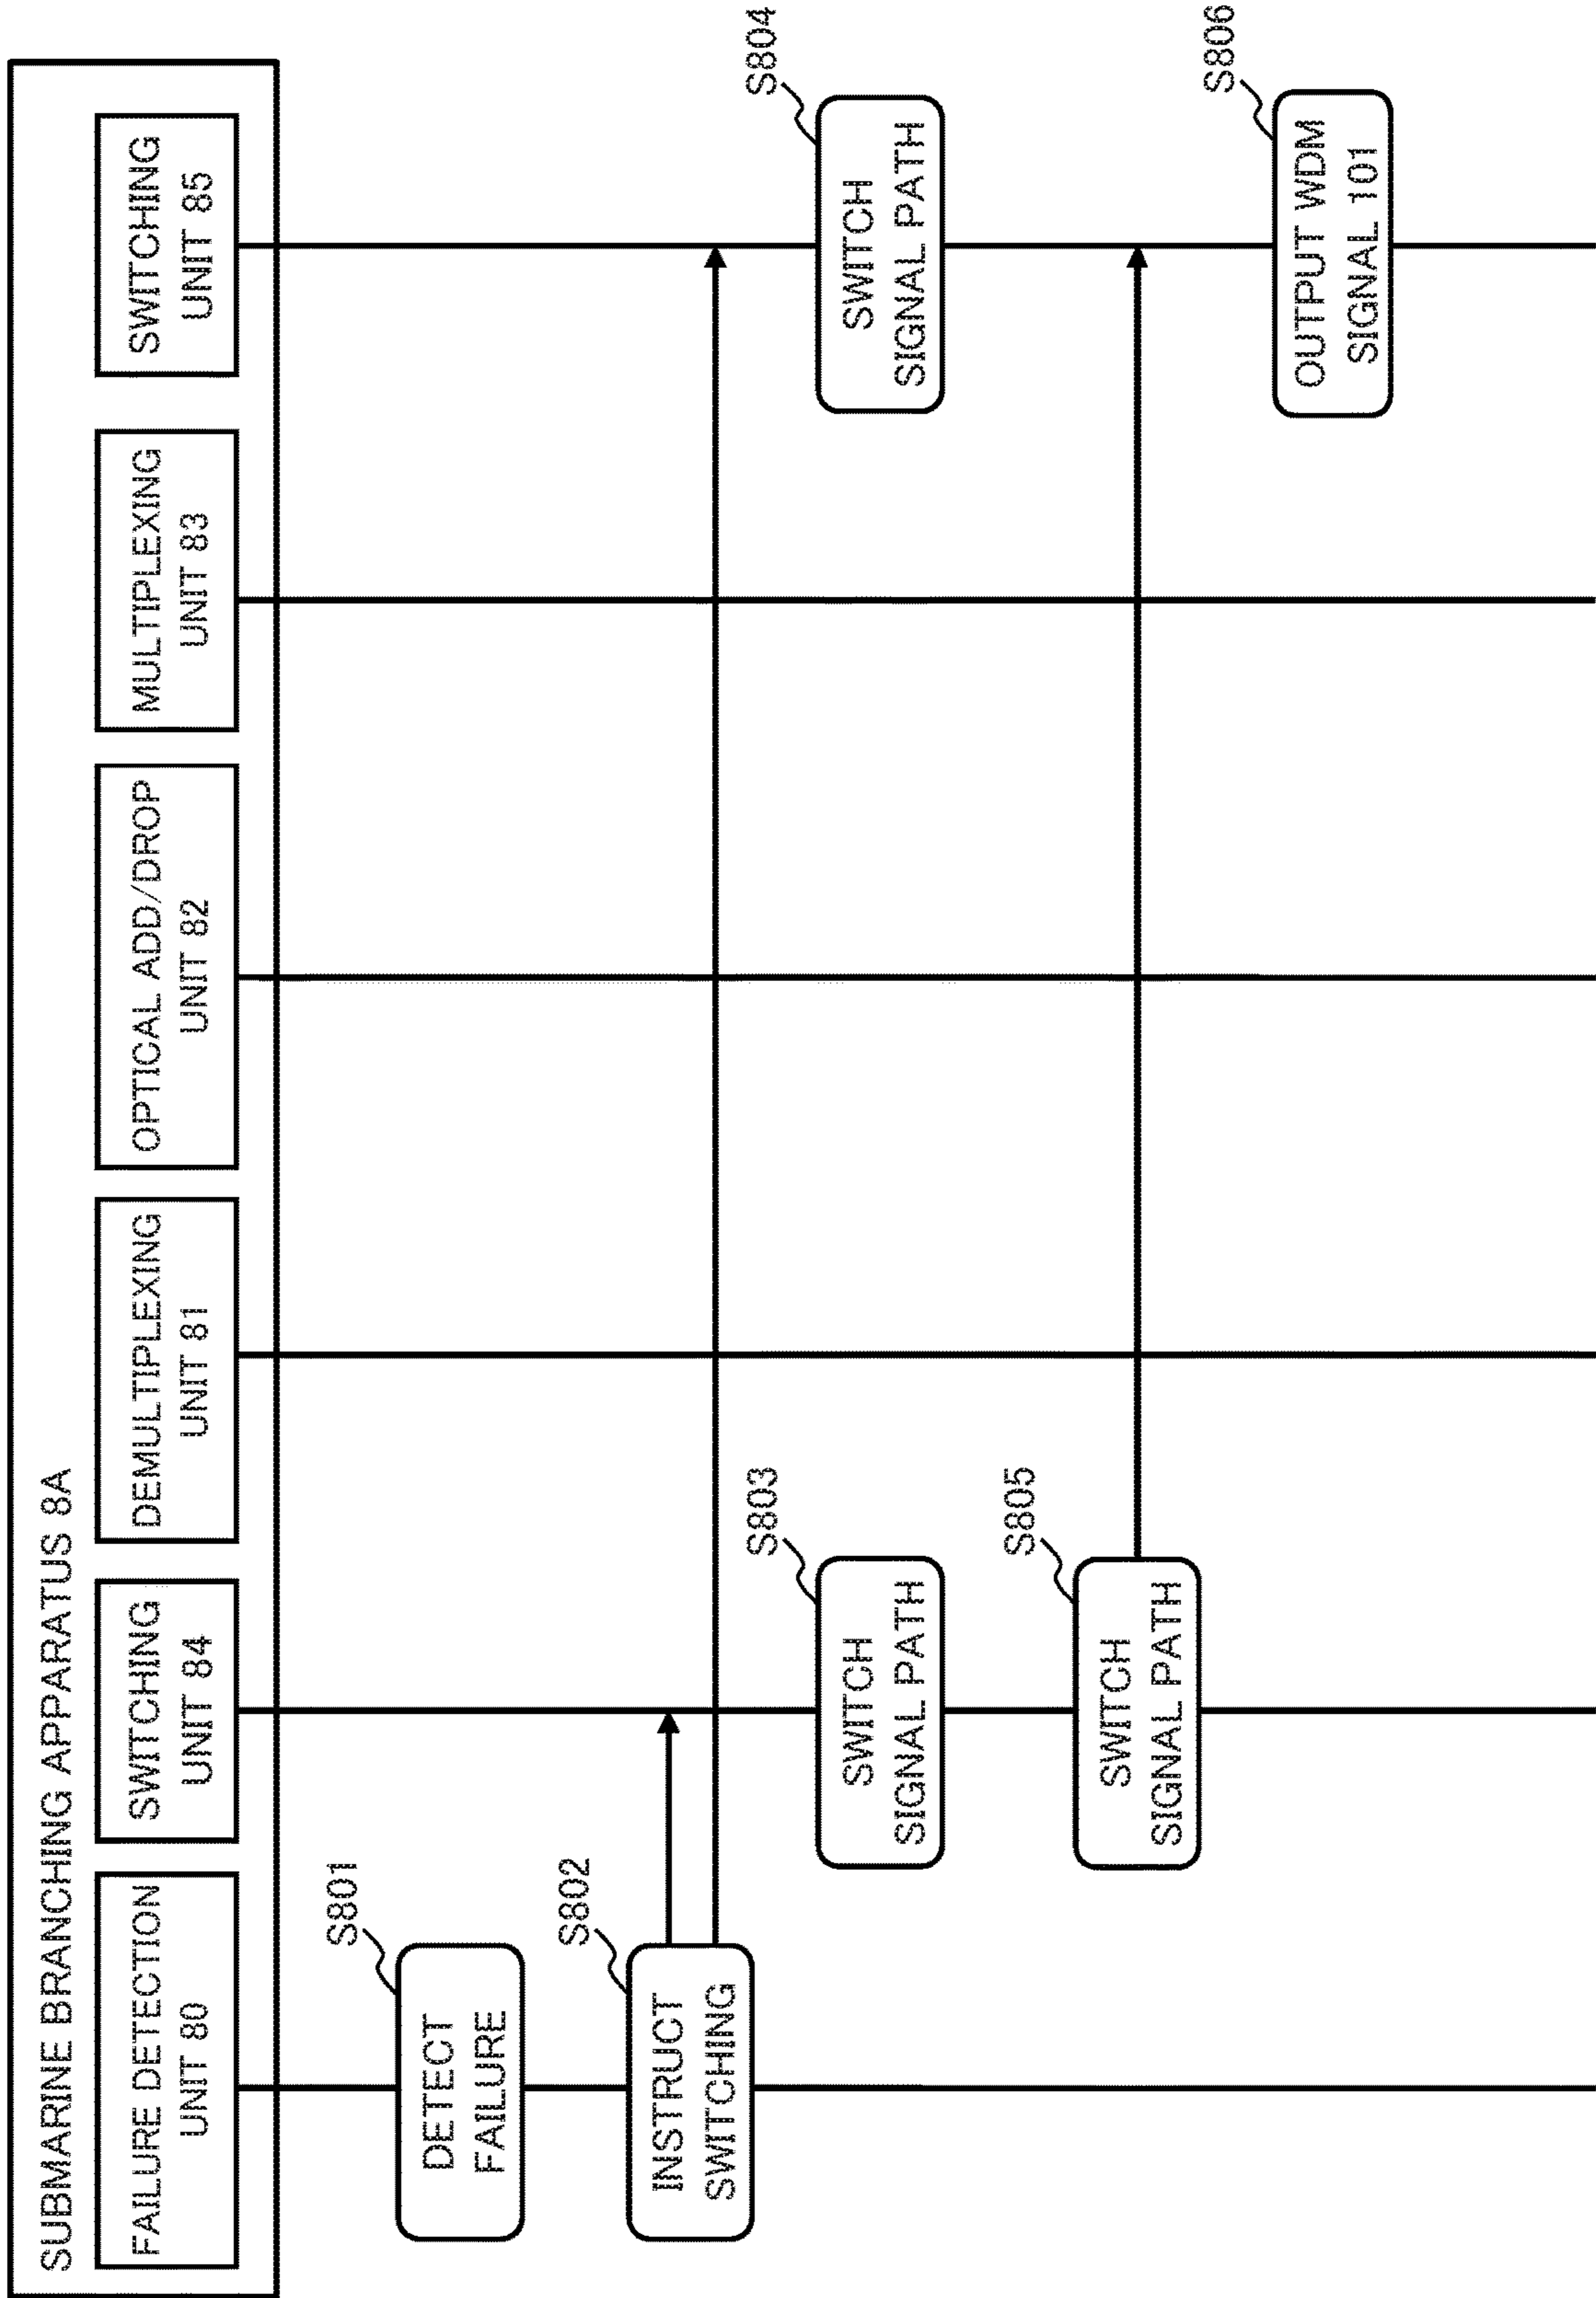 SUBMARINE BRANCHING APPARATUS 8A
FAILURE DETECTION
UNIT 80
SWITCHING
UNIT 84
DEMULTIPLEXING
UNIT 81
OPTICAL ADD/DROP
UNIT 82
MULTIPLEXING
UNIT 83
SWITCHING
UNIT 85
S801
DETECT
FAILURE
S802
INSTRUCT
SWITCHING
S803
SWITCH
SIGNAL PATH
S804
SWITCH
SIGNAL PATH
S805
SWITCH
SIGNAL PATH
S806
OUTPUT WDM
SIGNAL 101